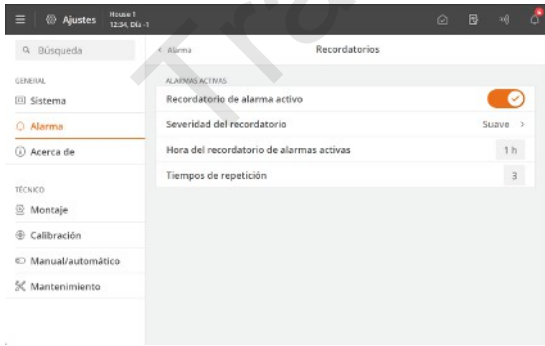 Ajustes
House 1
12:34, Día -1
Búsqueda
GENERAL
Sistema
Alarma
Acerca de
TÉCNICO
Montaje
Calibración
Manual/automático
Mantenimiento
< Alarma
Recordatorios
ALARMAS ACTIVAS
Recordatorio de alarma activo
Severidad del recordatorio Suave >
Hora del recordatorio de alarmas activas 1 h
Tiempos de repetición 3